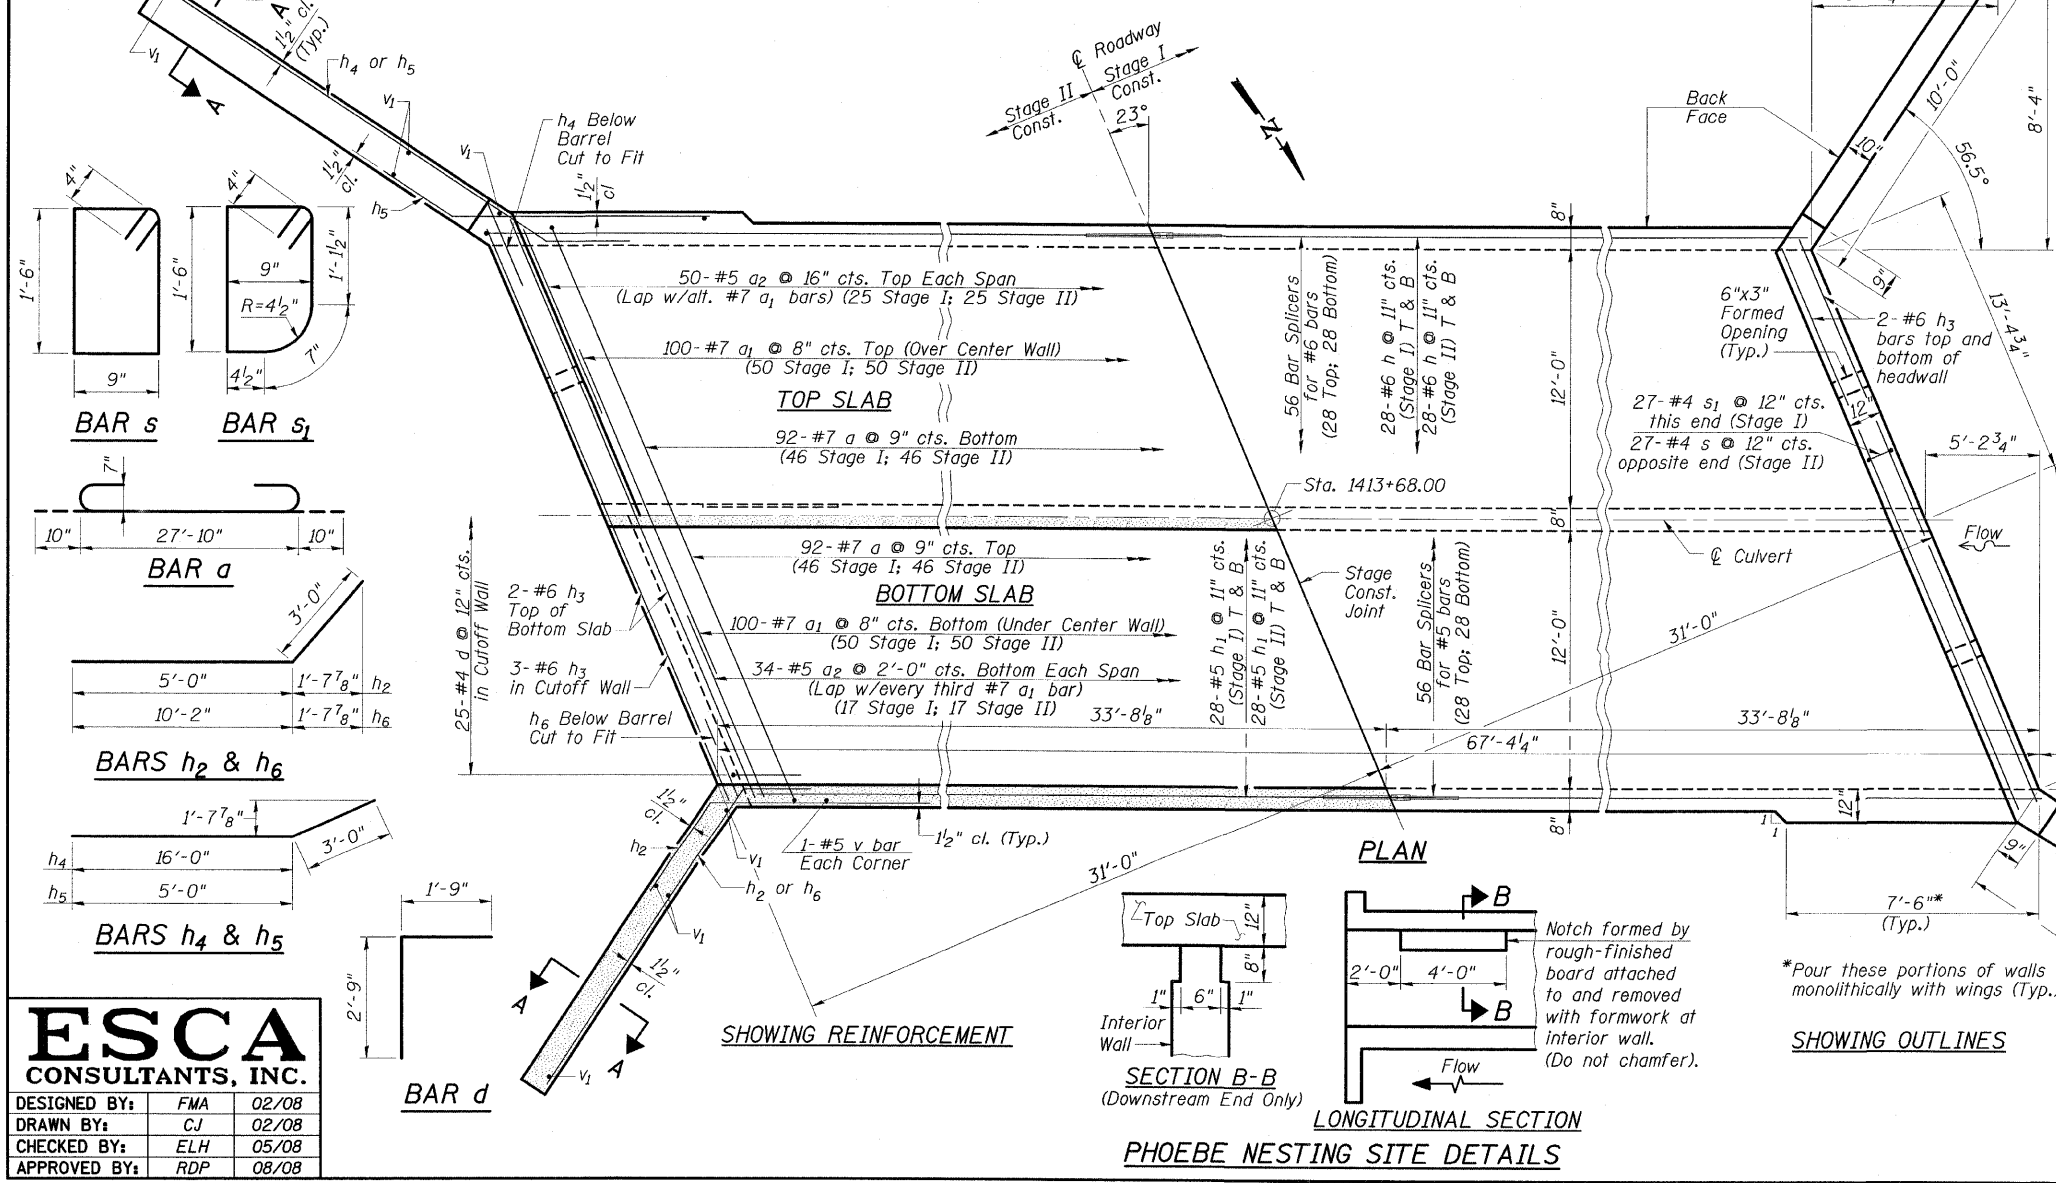 A
1½" cl.
(Typ.)
v1
A
h4 or h5
v1
1½"
cl.
h5
v1
h4 Below
Barrel
Cut to Fit
1½"
cl
℄ Roadway
Stage II
Const.
Stage I
Const.
23°
N
Back
Face
10'-0"
8'-4"
10"
56.5°
9"
13'-4¾"
8"
4"
1'-6"
9"
BAR s
4"
1'-6"
9"
1'-1½"
R=4½"
7"
4½"
BAR s1
7"
10"
27'-10"
10"
BAR a
3'-0"
5'-0"
1'-7⅞"
h2
10'-2"
1'-7⅞"
h6
BARS h2 & h6
1'-7⅞"
3'-0"
h4
16'-0"
h5
5'-0"
BARS h4 & h5
1'-9"
2'-9"
BAR d
50-#5 a2 @ 16" cts. Top Each Span
(Lap w/alt. #7 a1 bars) (25 Stage I; 25 Stage II)
100-#7 a1 @ 8" cts. Top (Over Center Wall)
(50 Stage I; 50 Stage II)
TOP SLAB
92-#7 a @ 9" cts. Bottom
(46 Stage I; 46 Stage II)
56 Bar Splicers
for #6 bars
(28 Top; 28 Bottom)
28-#6 h @ 11" cts.
(Stage I) T & B
28-#6 h @ 11" cts.
(Stage II) T & B
12'-0"
6"x3"
Formed
Opening
(Typ.)
2-#6 h3
bars top and
bottom of
headwall
12"
27-#4 s1 @ 12" cts.
this end (Stage I)
27-#4 s @ 12" cts.
opposite end (Stage II)
5'-2¾"
Sta. 1413+68.00
8"
Flow
℄ Culvert
92-#7 a @ 9" cts. Top
(46 Stage I; 46 Stage II)
BOTTOM SLAB
100-#7 a1 @ 8" cts. Bottom (Under Center Wall)
(50 Stage I; 50 Stage II)
34-#5 a2 @ 2'-0" cts. Bottom Each Span
(Lap w/every third #7 a1 bar)
(17 Stage I; 17 Stage II)
25-#4 d @ 12" cts.
in Cutoff Wall
2-#6 h3
Top of
Bottom Slab
3-#6 h3
in Cutoff Wall
h6 Below Barrel
Cut to Fit
28-#5 h1 @ 11" cts.
(Stage I) T & B
28-#5 h1 @ 11" cts.
(Stage II) T & B
Stage
Const.
Joint
56 Bar Splicers
for #5 bars
(28 Top; 28 Bottom)
12'-0"
31'-0"
33'-8⅛"
33'-8⅛"
67'-4¼"
8"
1
1
12"
9"
7'-6"*
(Typ.)
1½"
cl.
h2
v1
h2 or h6
1-#5 v bar
Each Corner
1½" cl. (Typ.)
31'-0"
v1
1½"
cl.
A
A
v1
PLAN
SHOWING REINFORCEMENT
Top Slab
12"
8"
1"
6"
1"
Interior
Wall
SECTION B-B
(Downstream End Only)
B
2'-0"
4'-0"
B
Flow
Notch formed by
rough-finished
board attached
to and removed
with formwork at
interior wall.
(Do not chamfer).
LONGITUDINAL SECTION
PHOEBE NESTING SITE DETAILS
*Pour these portions of walls
monolithically with wings (Typ.)
SHOWING OUTLINES
ESCA
CONSULTANTS, INC.
DESIGNED BY: FMA 02/08
DRAWN BY: CJ 02/08
CHECKED BY: ELH 05/08
APPROVED BY: RDP 08/08